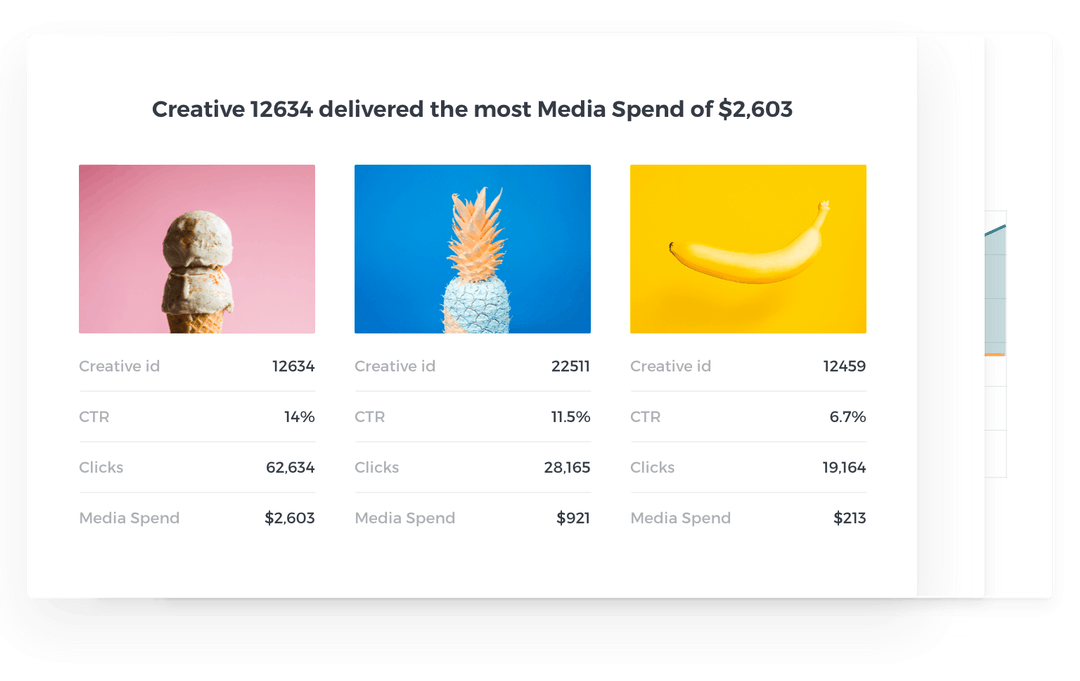 Creative 12634 delivered the most Media Spend of $2,603
Creative id 12634
CTR 14%
Clicks 62,634
Media Spend $2,603
Creative id 22511
CTR 11.5%
Clicks 28,165
Media Spend $921
Creative id 12459
CTR 6.7%
Clicks 19,164
Media Spend $213